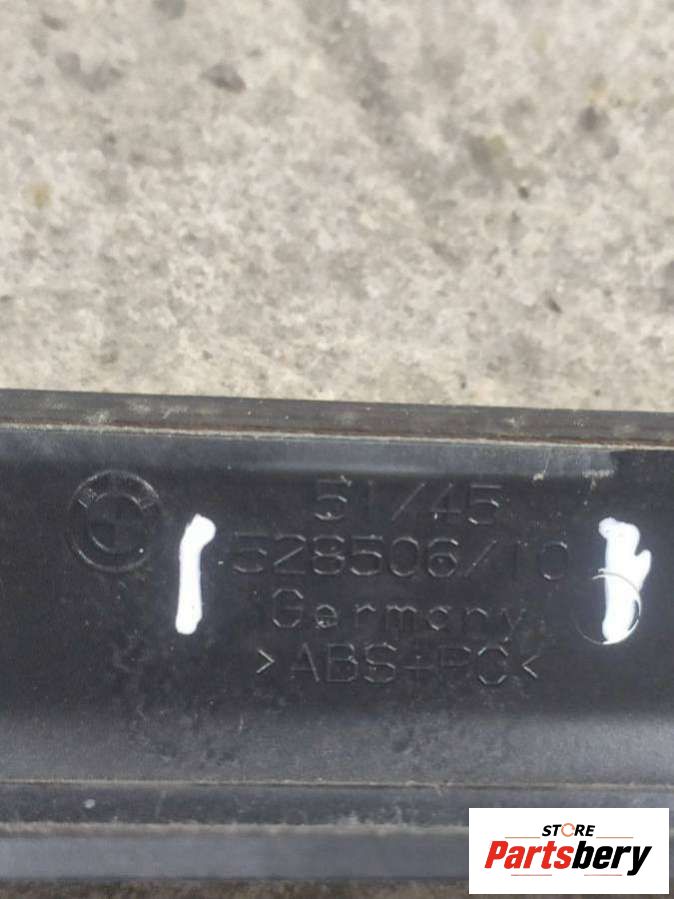 51/45
528506/10
Germany
>ABS+PC<
STORE
Partsbery